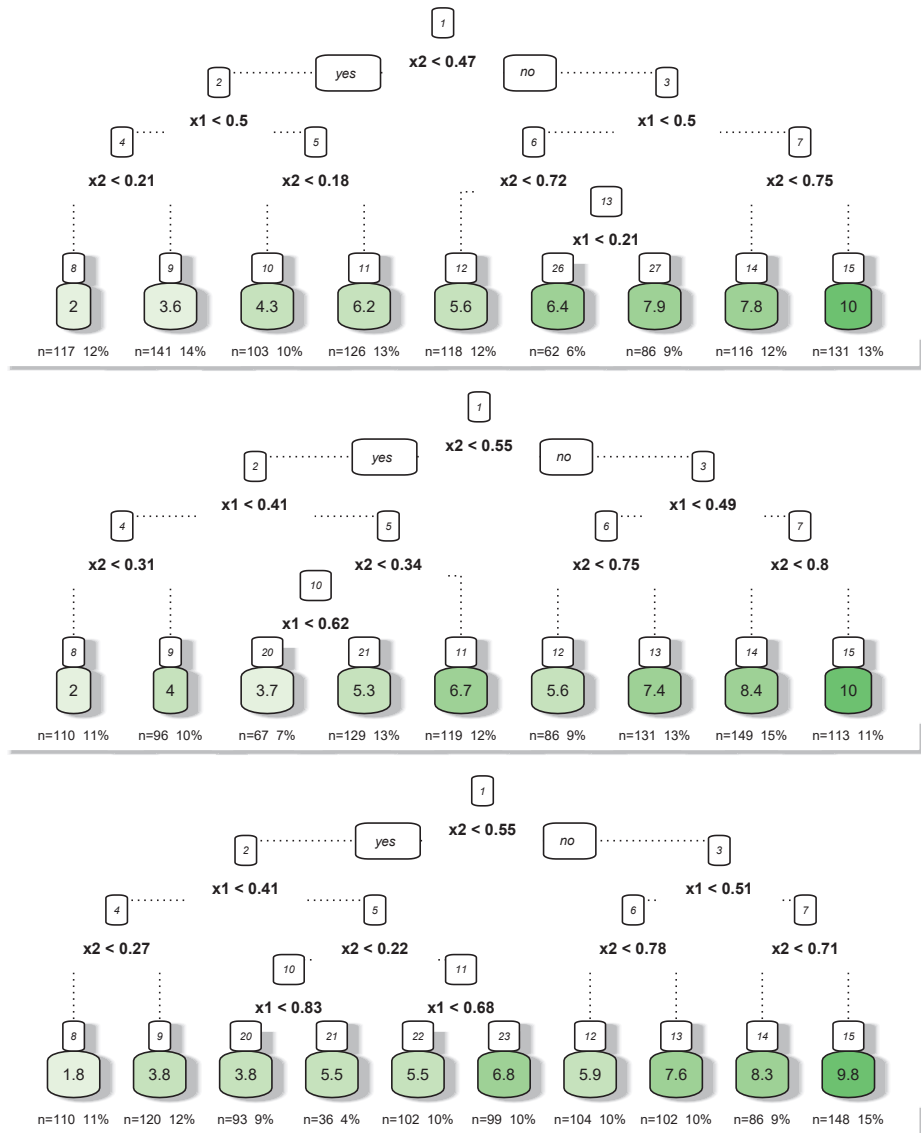 1
x2 < 0.47
yes no
2 3
x1 < 0.5 x1 < 0.5
4 5 6 7
x2 < 0.21 x2 < 0.18 x2 < 0.72 x2 < 0.75
13
x1 < 0.21
8 9 10 11 12 26 27 14 15
2 3.6 4.3 6.2 5.6 6.4 7.9 7.8 10
n=117 12% n=141 14% n=103 10% n=126 13% n=118 12% n=62 6% n=86 9% n=116 12% n=131 13%
1
x2 < 0.55
yes no
2 3
x1 < 0.41 x1 < 0.49
4 5 6 7
x2 < 0.31 x2 < 0.34 x2 < 0.75 x2 < 0.8
10
x1 < 0.62
8 9 20 21 11 12 13 14 15
2 4 3.7 5.3 6.7 5.6 7.4 8.4 10
n=110 11% n=96 10% n=67 7% n=129 13% n=119 12% n=86 9% n=131 13% n=149 15% n=113 11%
1
x2 < 0.55
yes no
2 3
x1 < 0.41 x1 < 0.51
4 5 6 7
x2 < 0.27 x2 < 0.22 x2 < 0.78 x2 < 0.71
10 11
x1 < 0.83 x1 < 0.68
8 9 20 21 22 23 12 13 14 15
1.8 3.8 3.8 5.5 5.5 6.8 5.9 7.6 8.3 9.8
n=110 11% n=120 12% n=93 9% n=36 4% n=102 10% n=99 10% n=104 10% n=102 10% n=86 9% n=148 15%